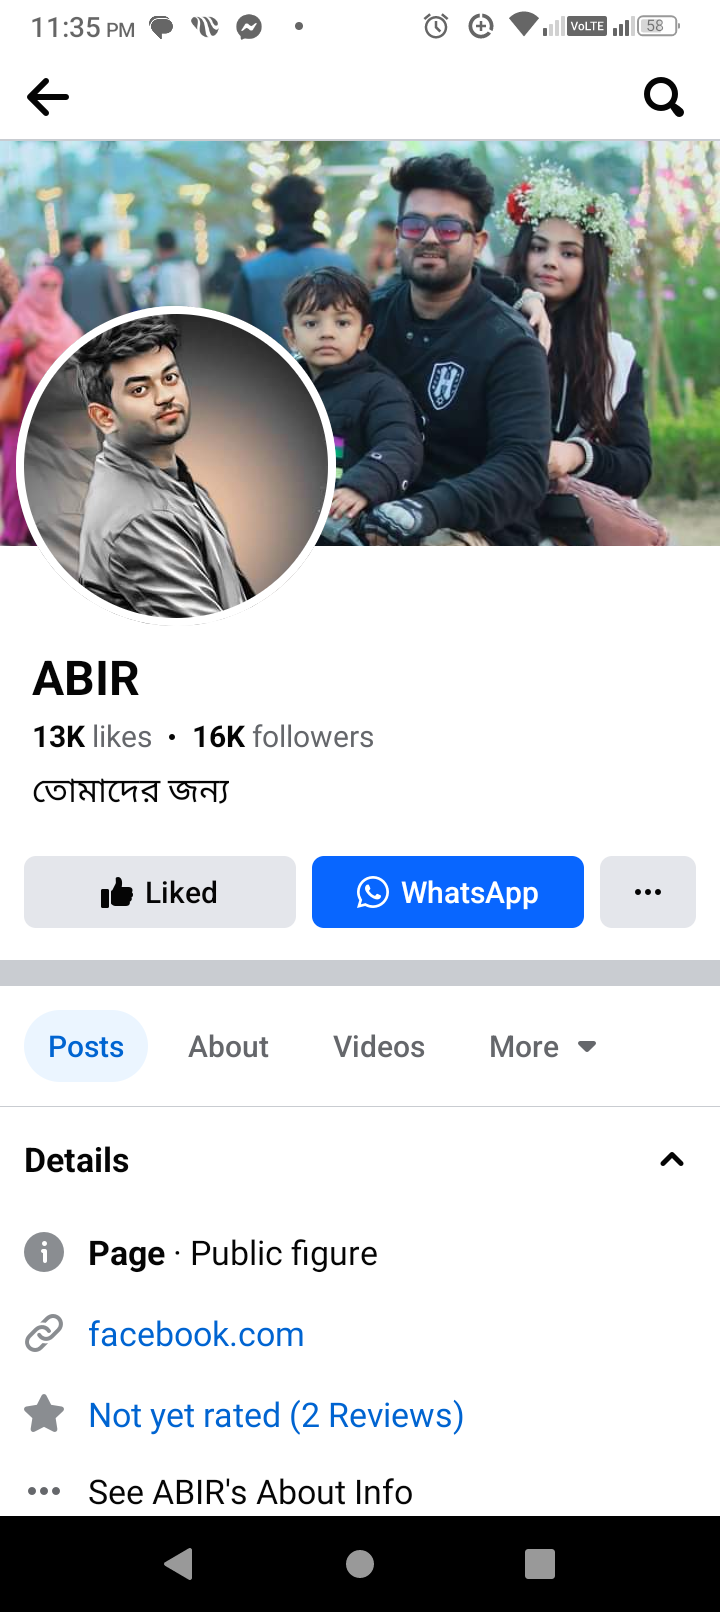 11:35 PM
VoLTE
58
ABIR
13K likes • 16K followers
তোমাদের জন্য
Liked
WhatsApp
Posts
About
Videos
More
Details
Page · Public figure
facebook.com
Not yet rated (2 Reviews)
See ABIR's About Info